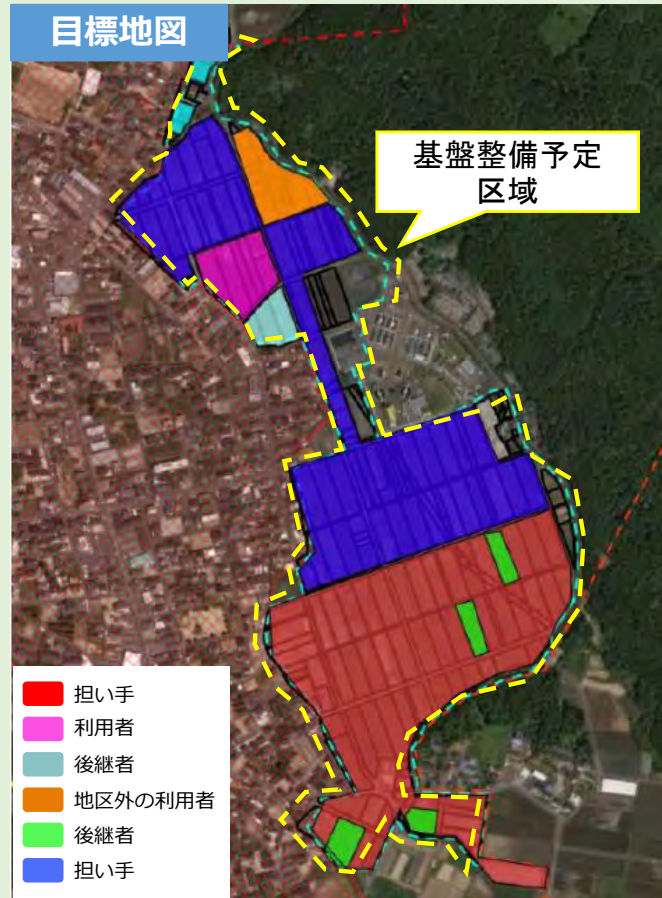 目標地図
基盤整備予定
区域
担い手
利用者
後継者
地区外の利用者
後継者
担い手